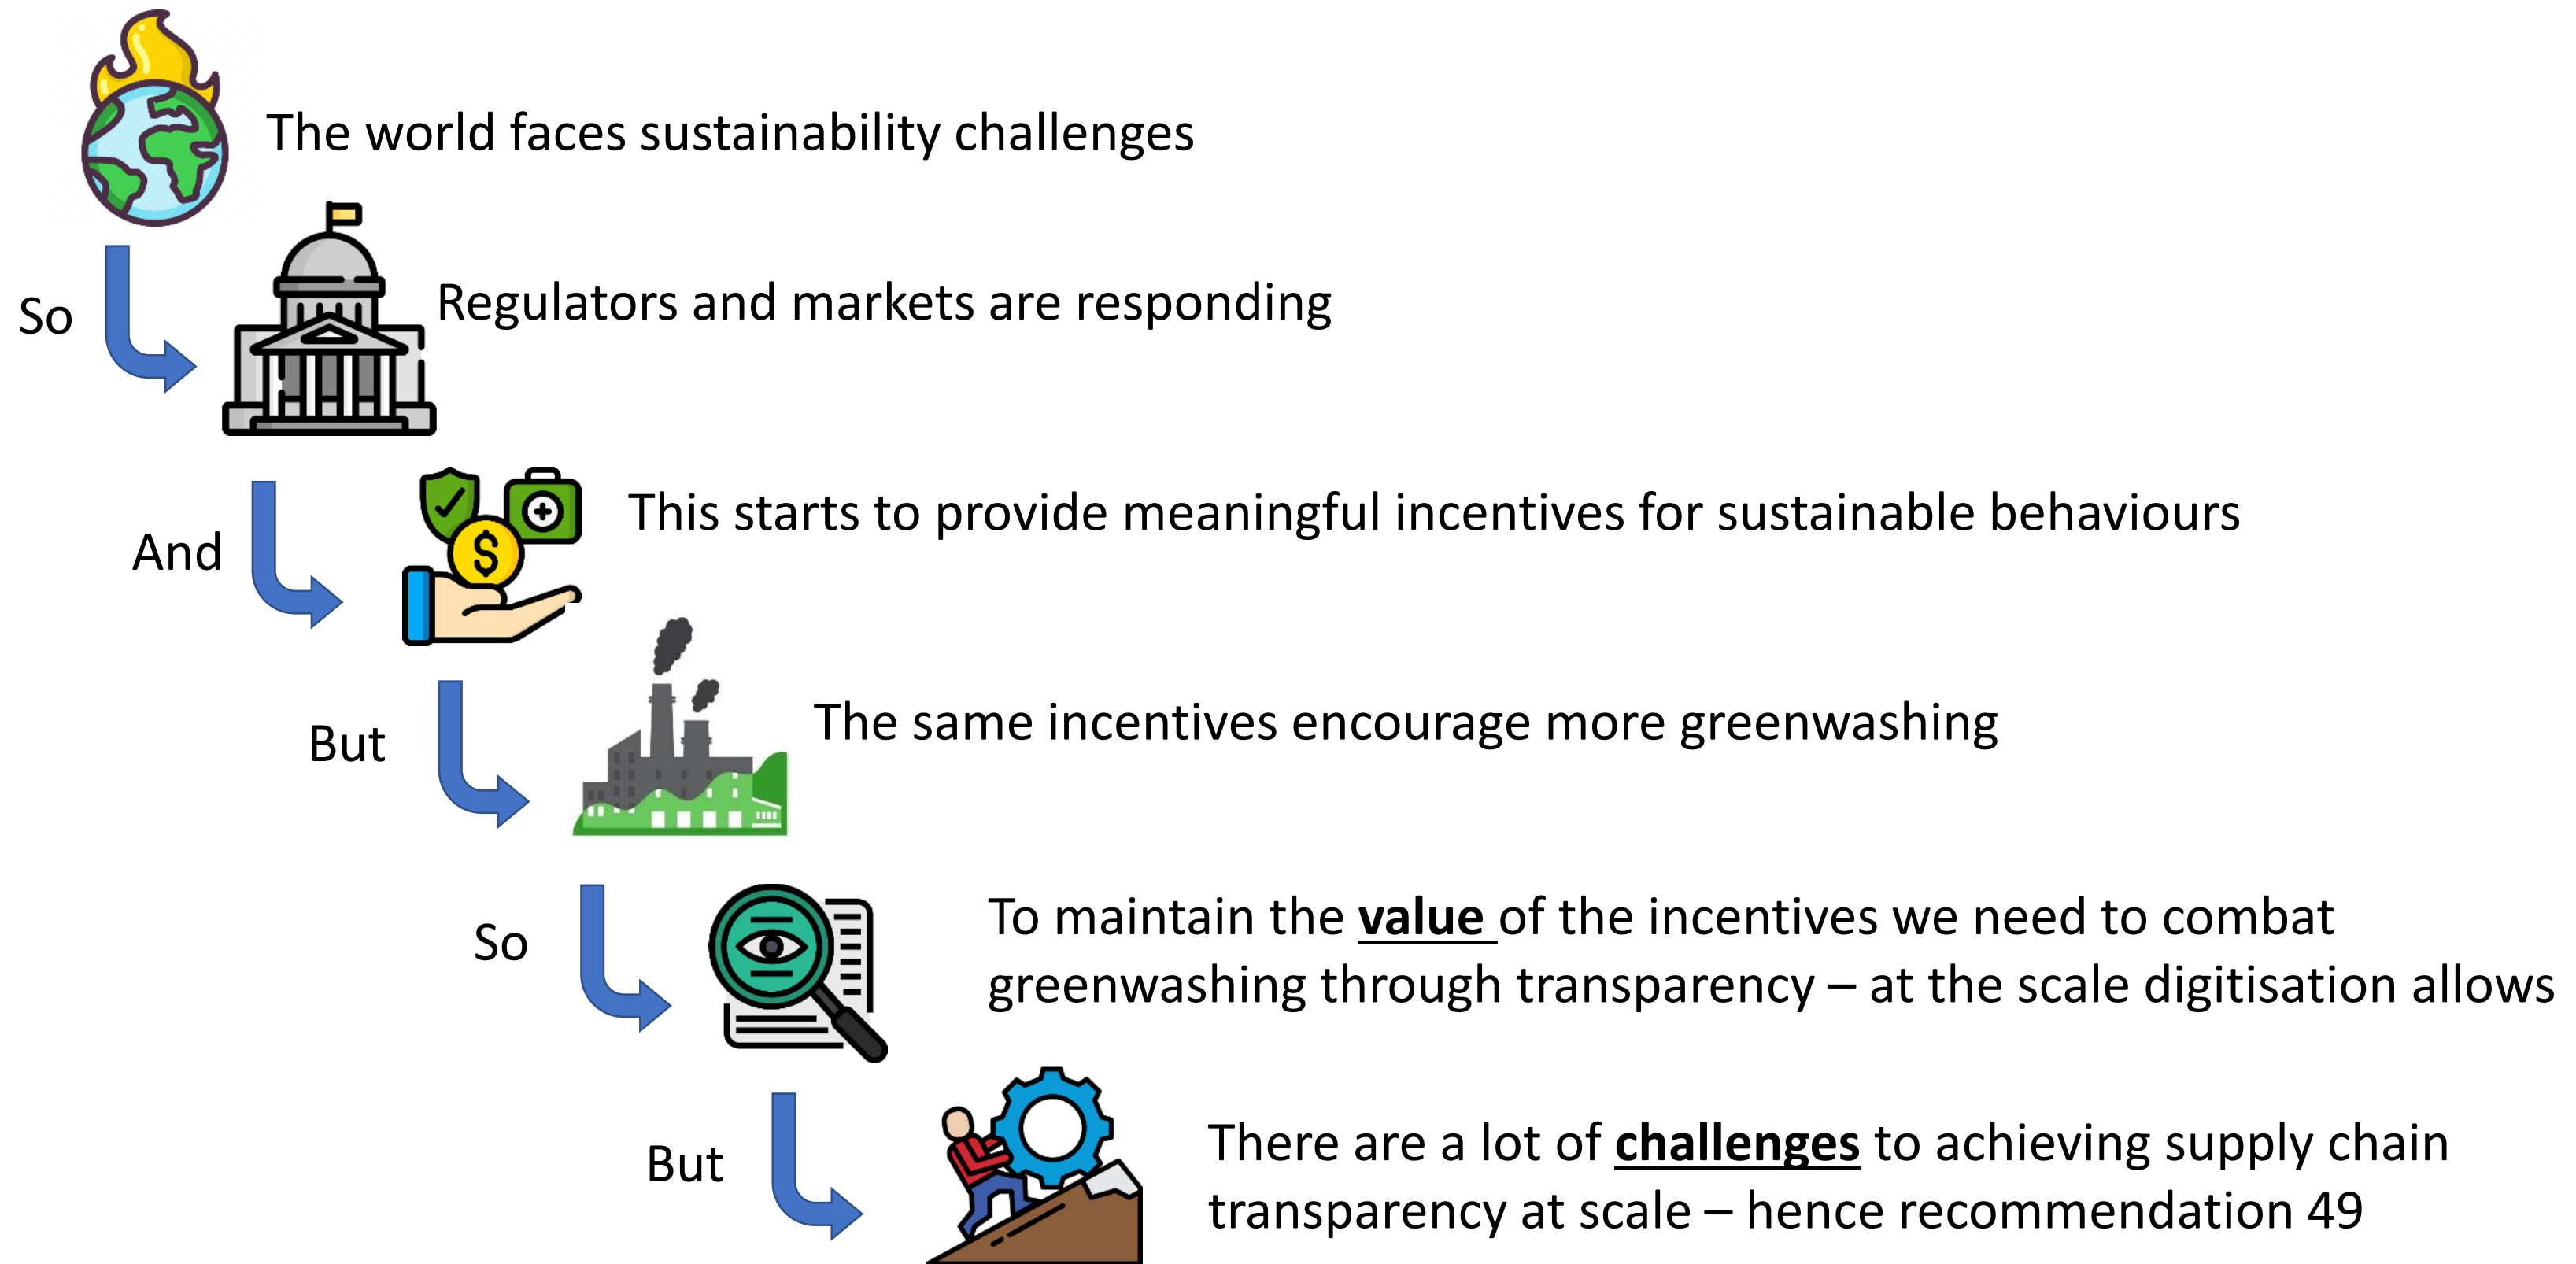 The world faces sustainability challenges
So
Regulators and markets are responding
And
This starts to provide meaningful incentives for sustainable behaviours
But
The same incentives encourage more greenwashing
So
To maintain the value of the incentives we need to combat
greenwashing through transparency – at the scale digitisation allows
But
There are a lot of challenges to achieving supply chain
transparency at scale – hence recommendation 49
$